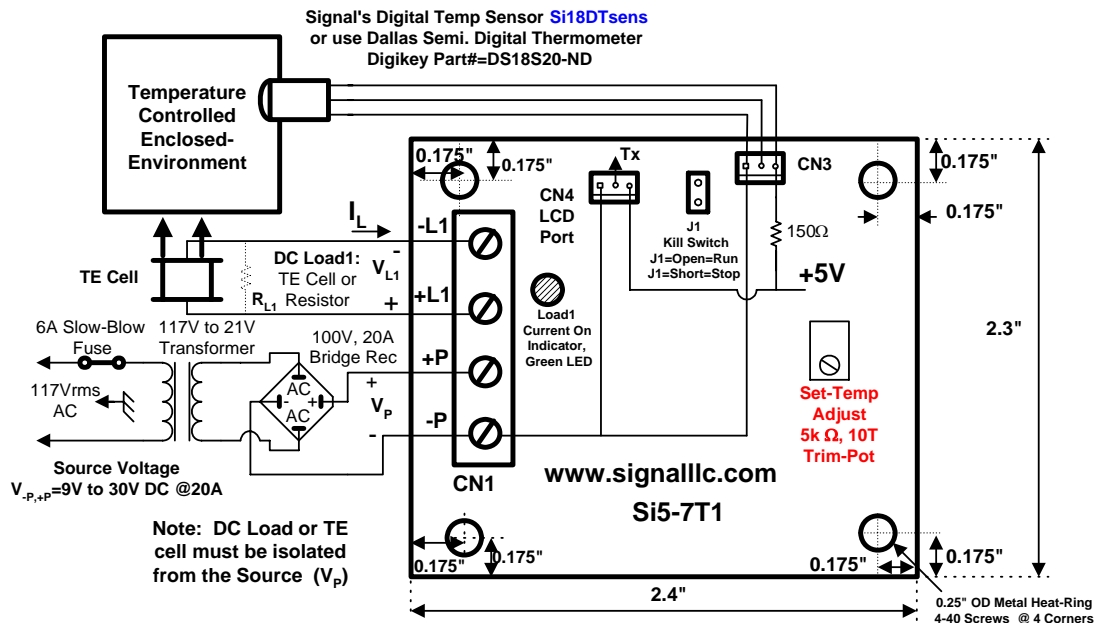 Signal's Digital Temp Sensor Si18DTsens
or use Dallas Semi. Digital Thermometer
Digikey Part#=DS18S20-ND
Temperature
Controlled
Enclosed-
Environment
0.175"
0.175"
Tx
CN3
0.175"
0.175"
CN4
LCD
Port
J1
Kill Switch
J1=Open=Run
J1=Short=Stop
150Ω
+5V
IL
-L1
-
VL1
+
+L1
DC Load1:
TE Cell or
Resistor
RL1
TE Cell
Load1
Current On
Indicator,
Green LED
2.3"
6A Slow-Blow
Fuse
117V to 21V
Transformer
100V, 20A
Bridge Rec
+P
+
VP
-
-P
AC
- +
AC
117Vrms
AC
Set-Temp
Adjust
5k Ω, 10T
Trim-Pot
Source Voltage
V-P,+P=9V to 30V DC @20A
CN1
www.signalllc.com
Si5-7T1
Note: DC Load or TE
cell must be isolated
from the Source (VP)
0.175"
0.175"
0.175"
0.175"
2.4"
0.25" OD Metal Heat-Ring
4-40 Screws @ 4 Corners